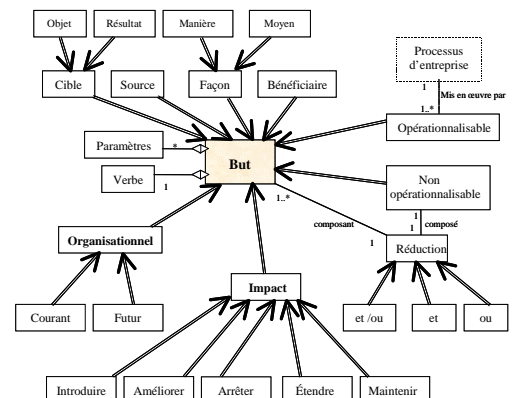 Objet
Résultat
Manière
Moyen
Processus
d'entreprise
Cible
Source
Façon
Bénéficiaire
1
Mis en œuvre par
1..*
Opérationnalisable
Paramètres
*
But
Verbe
1
Non
opérationnalisable
1..*
composant
1
1
composé
1
Réduction
Organisationnel
Impact
Courant
Futur
et /ou
et
ou
Introduire
Améliorer
Arrêter
Étendre
Maintenir